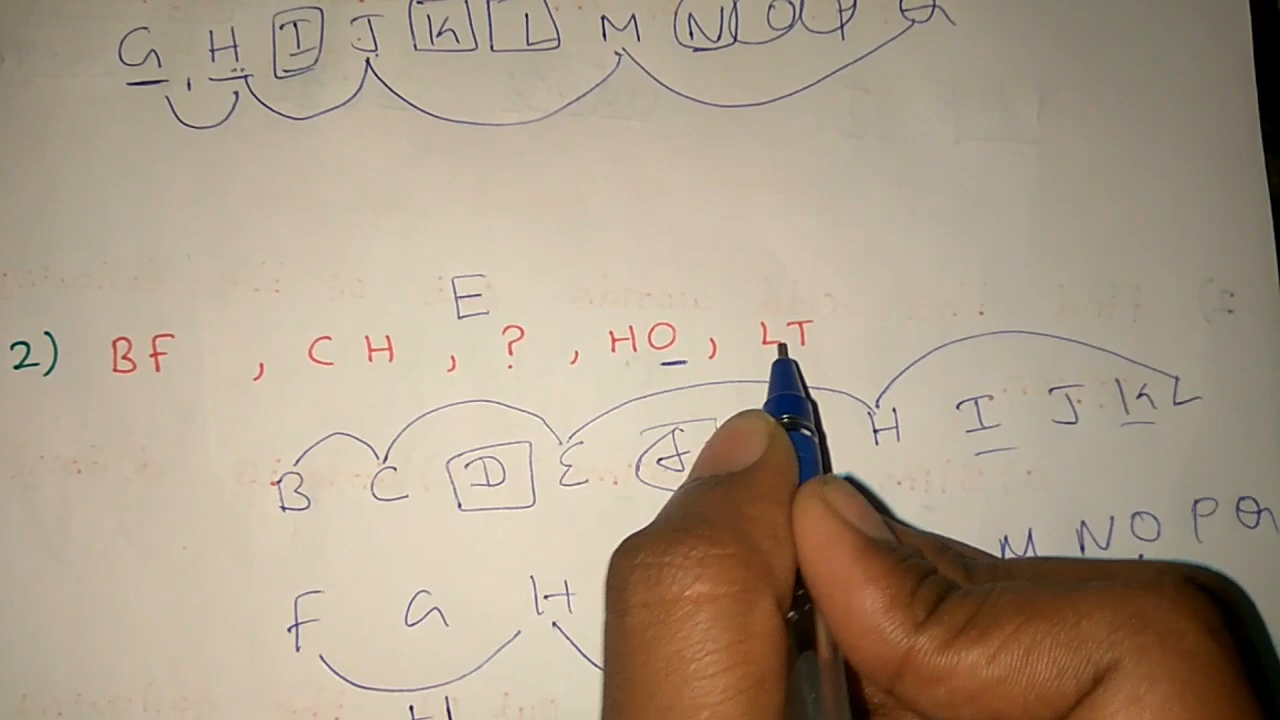 G , H I J K L M N O P Q
E
2) BF , CH , ? , HO , LT
B C D E F H I J K L
M N O P Q
F G H